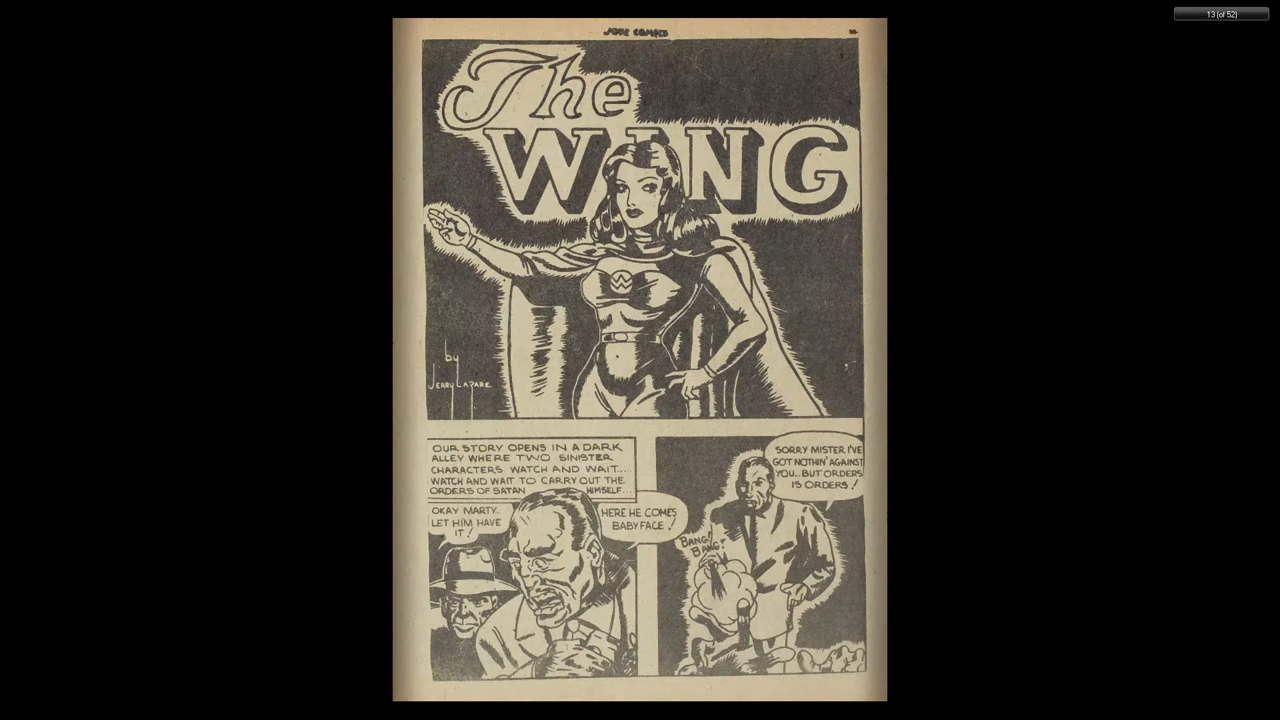 13 (of 52)
JOKE COMICS
The
WING
W
by
JERRY LAZARE
OUR STORY OPENS IN A DARK
ALLEY WHERE TWO SINISTER
CHARACTERS WATCH AND WAIT.....
WATCH AND WAIT TO CARRY OUT THE
ORDERS OF SATAN HIMSELF...
OKAY MARTY..
LET HIM HAVE
IT!
HERE HE COMES
BABYFACE!
SORRY MISTER I'VE
GOT NOTHIN' AGAINST
YOU...BUT ORDERS
IS ORDERS!
BANG!
BANG!